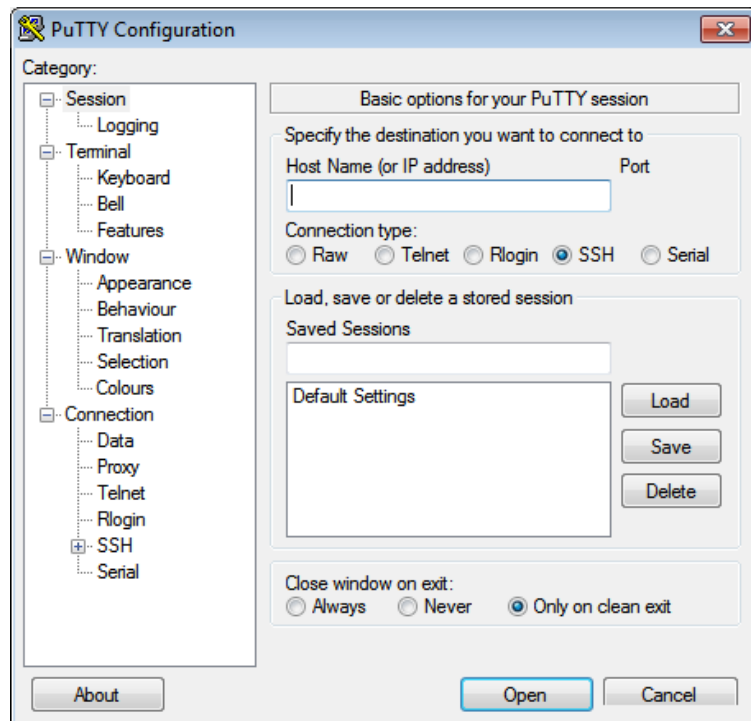 PuTTY Configuration
Category:
Session
Logging
Terminal
Keyboard
Bell
Features
Window
Appearance
Behaviour
Translation
Selection
Colours
Connection
Data
Proxy
Telnet
Rlogin
SSH
Serial
Basic options for your PuTTY session
Specify the destination you want to connect to
Host Name (or IP address) Port
Connection type:
Raw Telnet Rlogin SSH Serial
Load, save or delete a stored session
Saved Sessions
Default Settings
Load
Save
Delete
Close window on exit:
Always Never Only on clean exit
About Open Cancel